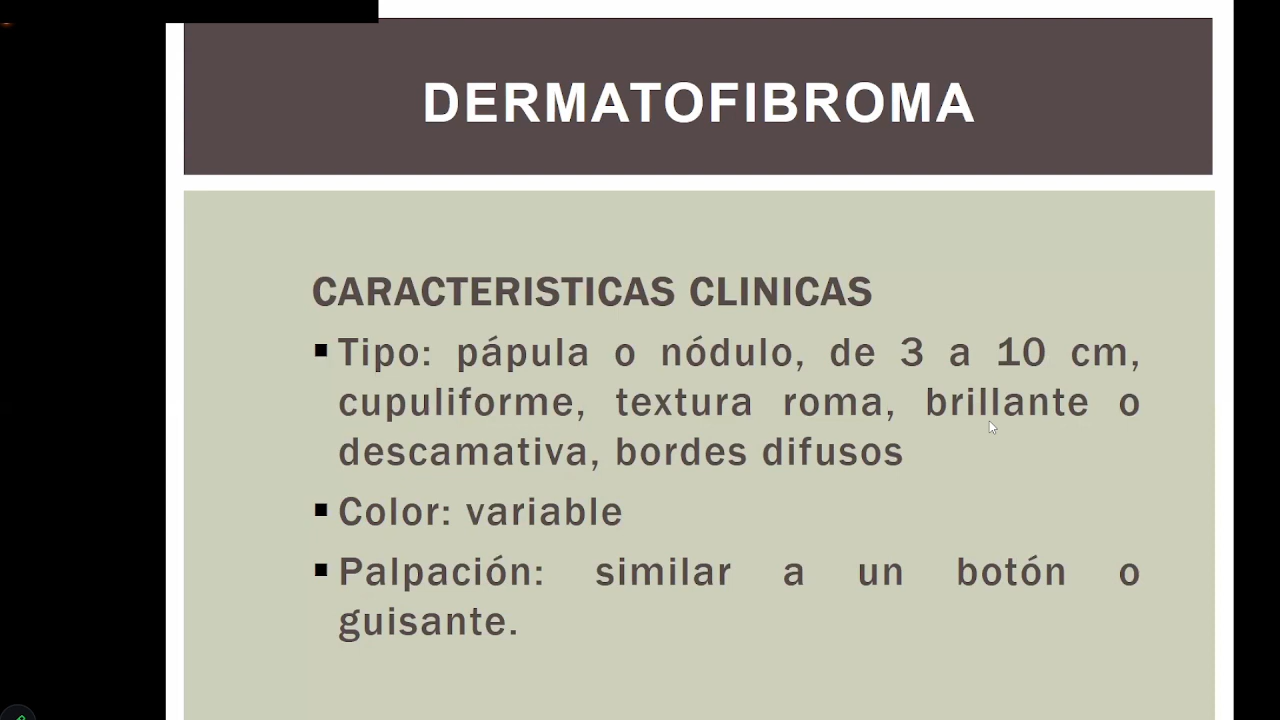 DERMATOFIBROMA
CARACTERISTICAS CLINICAS
▪ Tipo: pápula o nódulo, de 3 a 10 cm,
cupuliforme, textura roma, brillante o
descamativa, bordes difusos
▪ Color: variable
▪ Palpación: similar a un botón o
guisante.